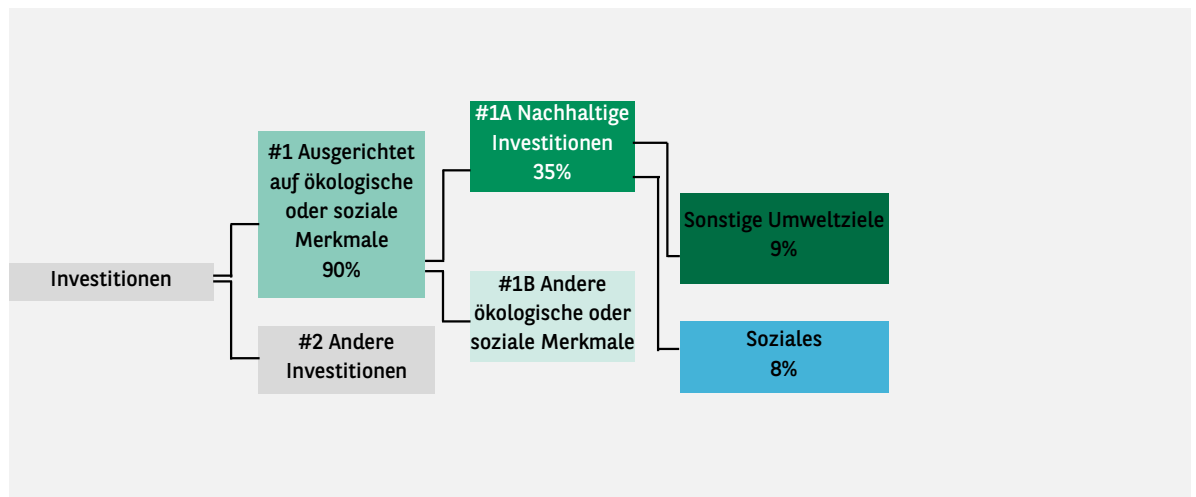 Investitionen
#1 Ausgerichtet
auf ökologische
oder soziale
Merkmale
90%
#2 Andere
Investitionen
#1A Nachhaltige
Investitionen
35%
#1B Andere
ökologische oder
soziale Merkmale
Sonstige Umweltziele
9%
Soziales
8%